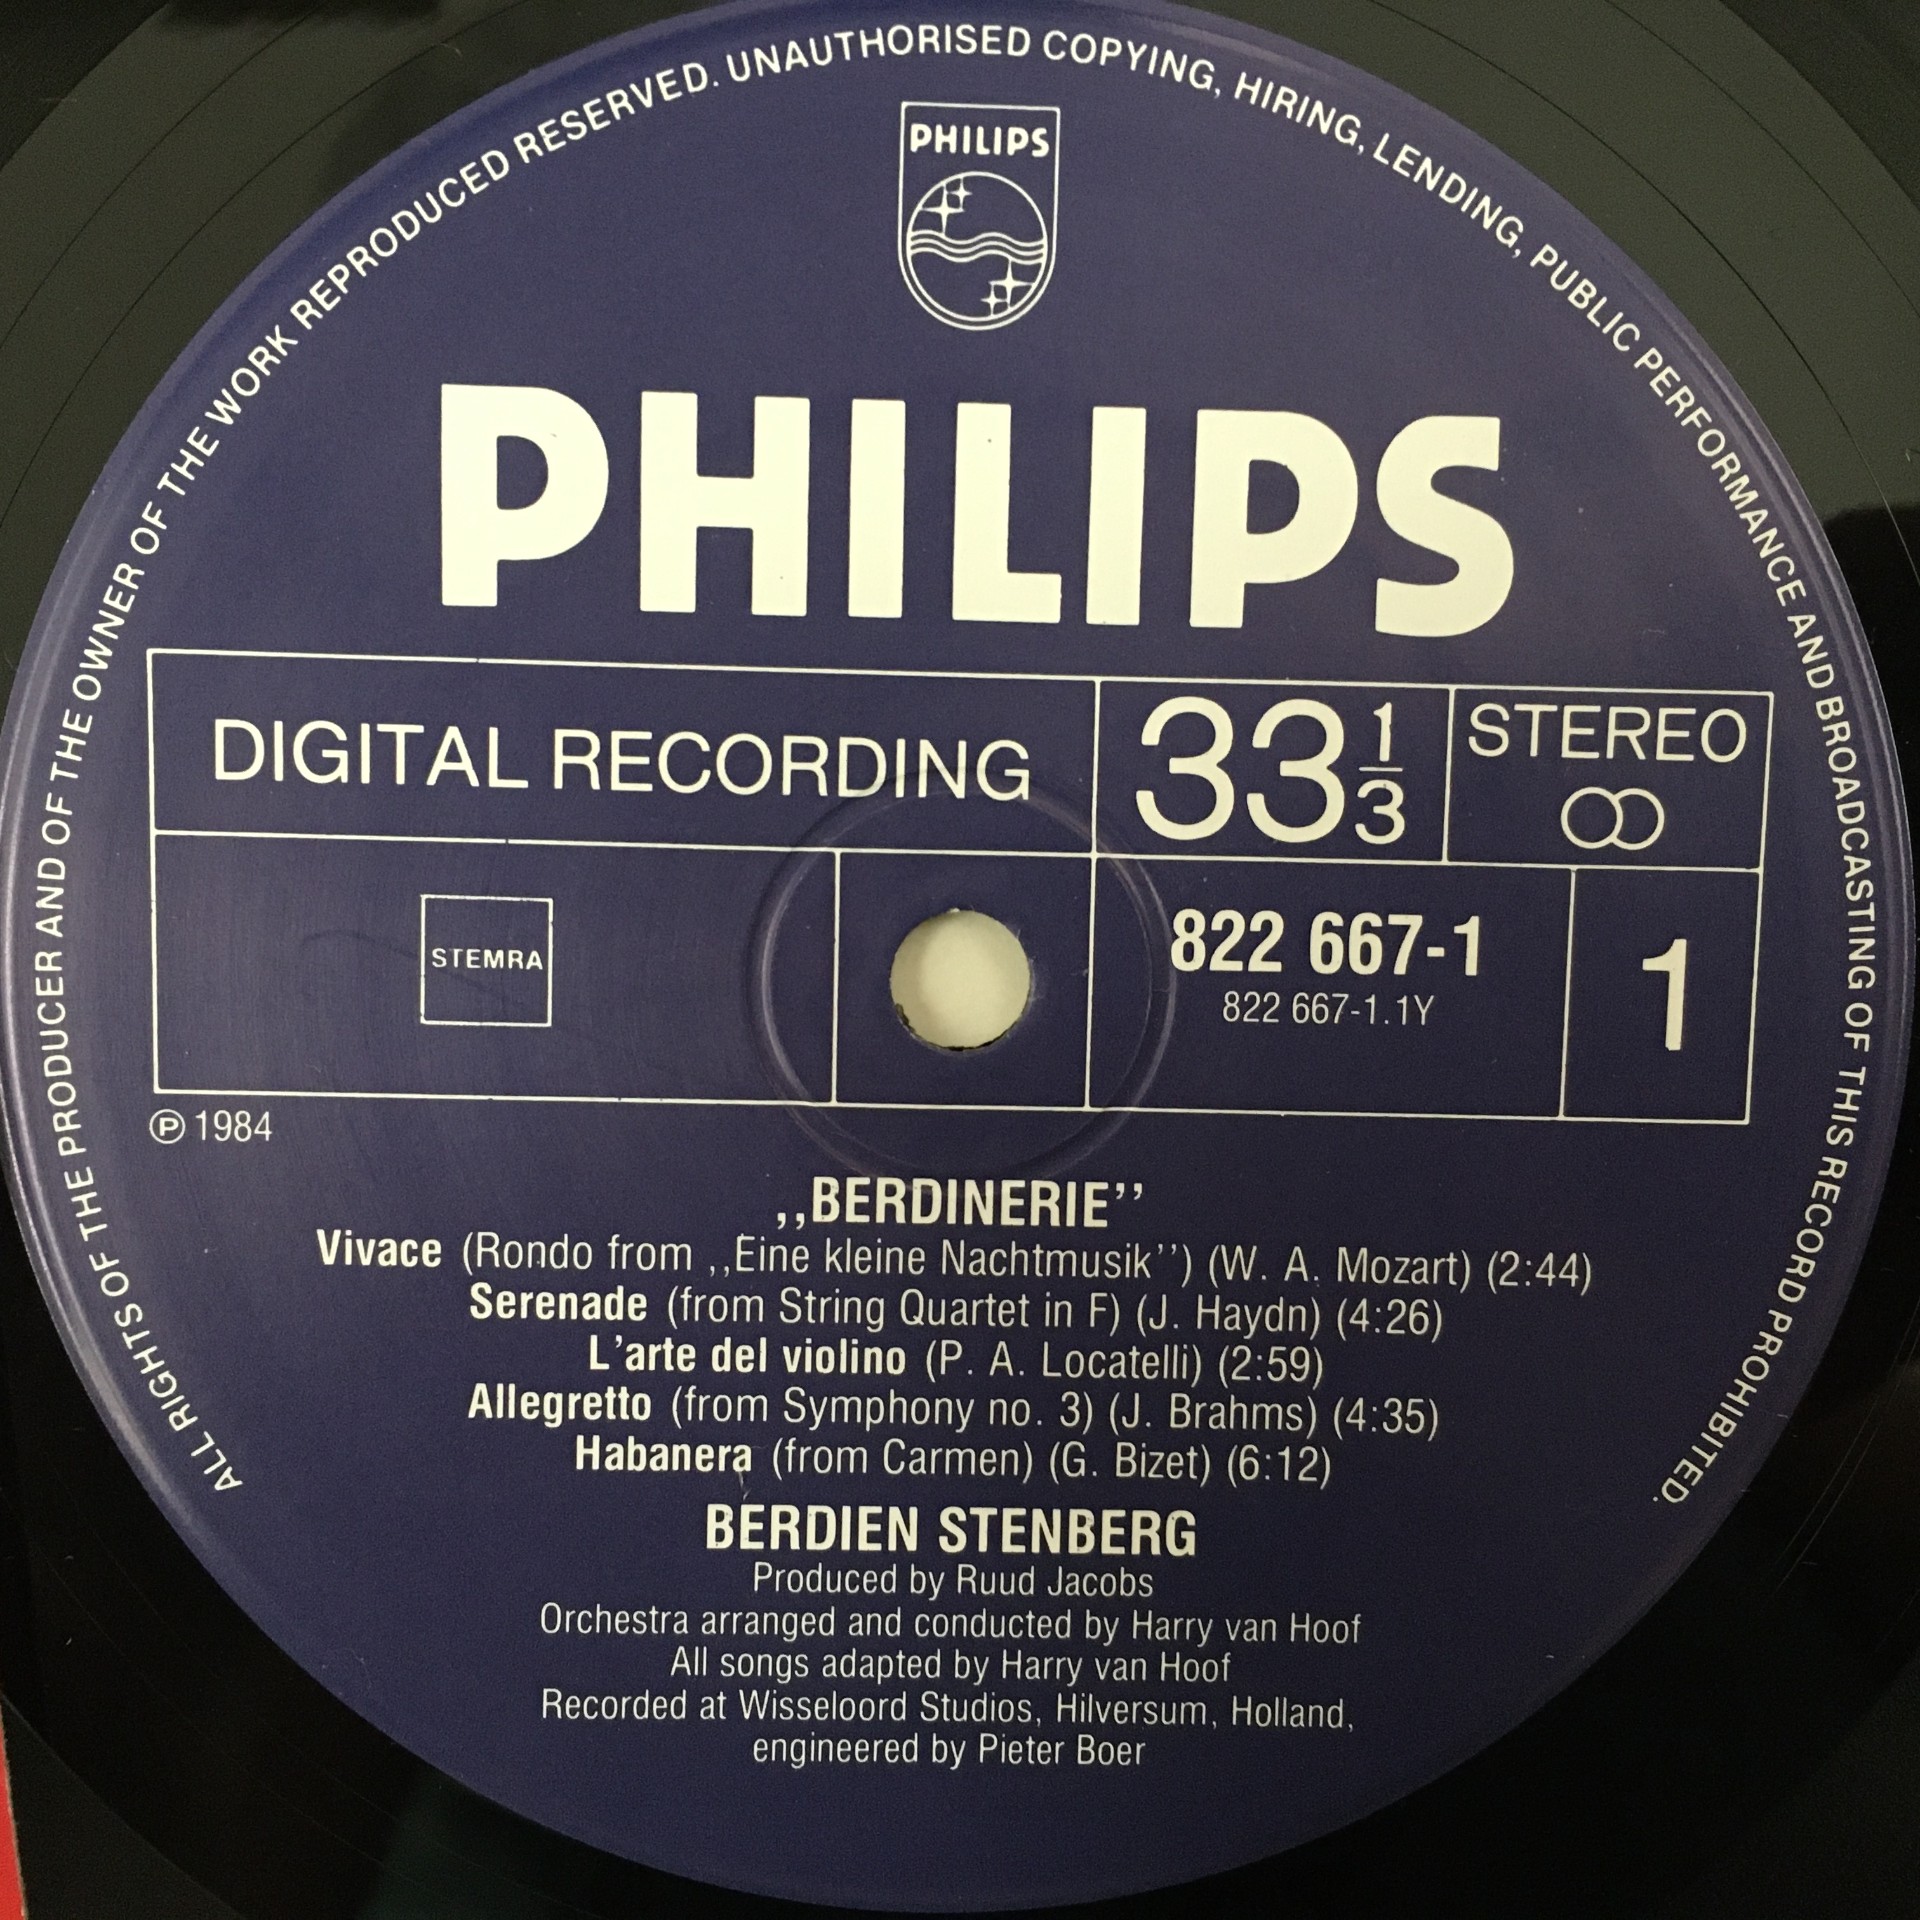 ALL RIGHTS OF THE PRODUCER AND OF THE OWNER OF THE WORK REPRODUCED RESERVED. UNAUTHORISED COPYING, HIRING, LENDING, PUBLIC PERFORMANCE AND BROADCASTING OF THIS RECORD PROHIBITED.
PHILIPS
PHILIPS
DIGITAL RECORDING
33 1/3
STEREO
STEMRA
822 667-1
822 667-1.1Y
1
℗ 1984
,,BERDINERIE’’
Vivace (Rondo from ,,Eine kleine Nachtmusik’’) (W. A. Mozart) (2:44)
Serenade (from String Quartet in F) (J. Haydn) (4:26)
L’arte del violino (P. A. Locatelli) (2:59)
Allegretto (from Symphony no. 3) (J. Brahms) (4:35)
Habanera (from Carmen) (G. Bizet) (6:12)
BERDIEN STENBERG
Produced by Ruud Jacobs
Orchestra arranged and conducted by Harry van Hoof
All songs adapted by Harry van Hoof
Recorded at Wisseloord Studios, Hilversum, Holland,
engineered by Pieter Boer